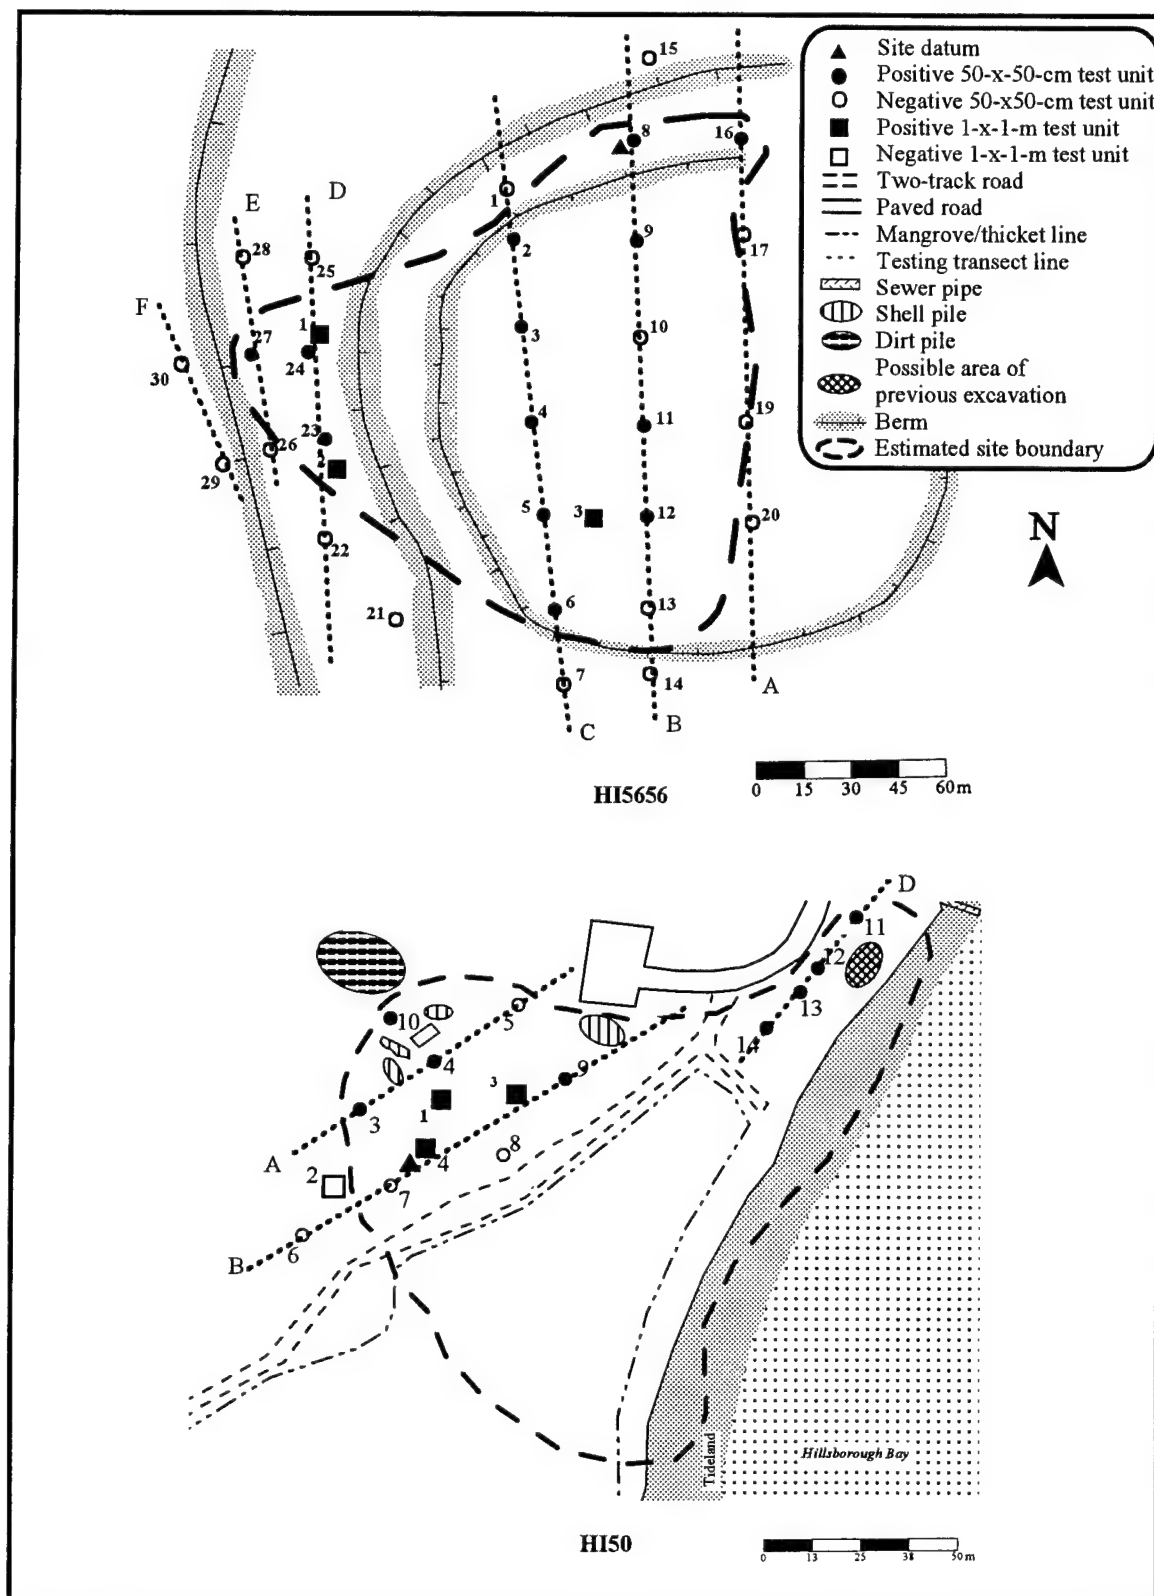 Site datum
Positive 50-x-50-cm test unit
Negative 50-x50-cm test unit
Positive 1-x-1-m test unit
Negative 1-x-1-m test unit
Two-track road
Paved road
Mangrove/thicket line
Testing transect line
Sewer pipe
Shell pile
Dirt pile
Possible area of
previous excavation
Berm
Estimated site boundary
N
15
8
16
1
2
9
17
D
E
28
25
F
1
27
24
30
3
10
4
11
19
23
2
26
29
5
3
12
20
22
6
13
21
7
14
A
B
C
HI5656
0 15 30 45 60m
D
11
12
13
14
10
5
4
9
3
3
1
A
4
8
2
7
6
B
Tideland
Hillsborough Bay
HI50
0 13 25 38 50m